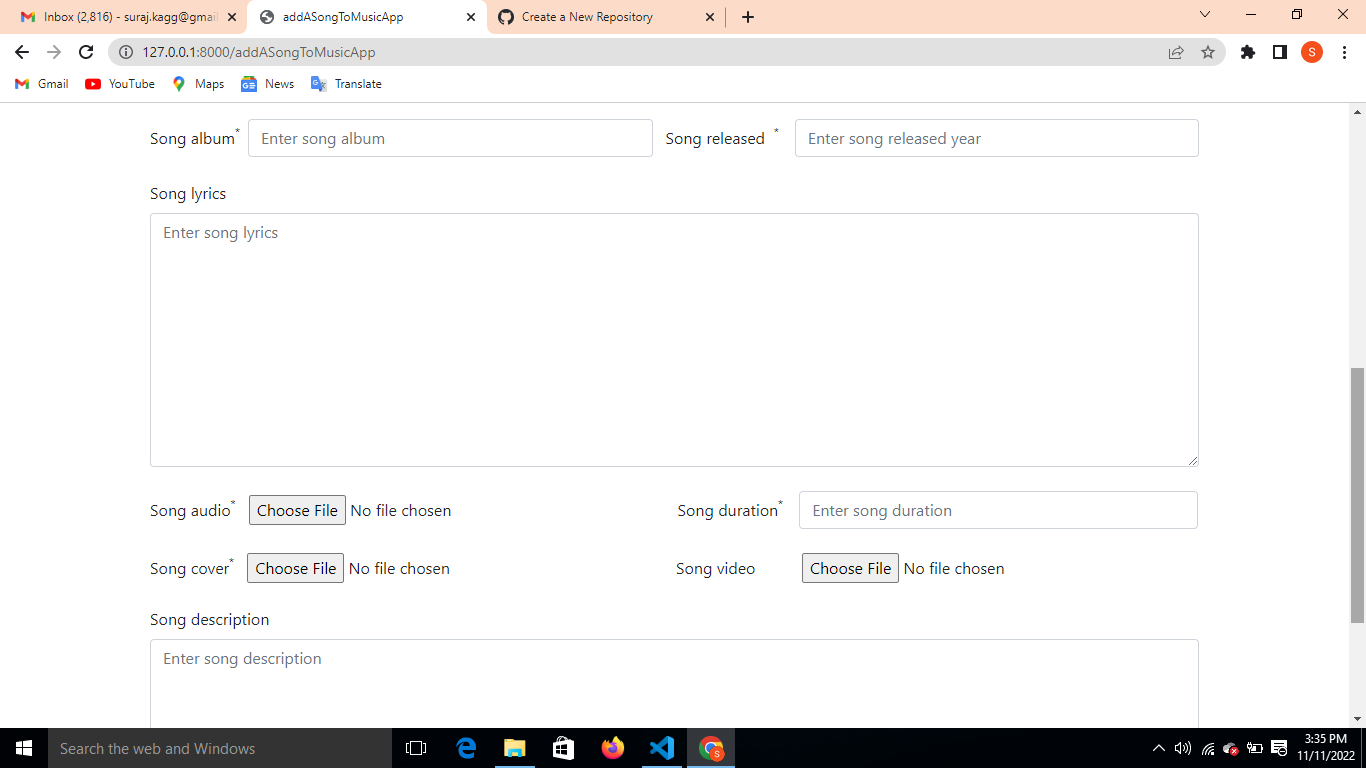 Inbox (2,816) - suraj.kagg@gmai
addASongToMusicApp
Create a New Repository
127.0.0.1:8000/addASongToMusicApp
S
Gmail YouTube Maps News Translate
Song album* Enter song album Song released * Enter song released year
Song lyrics
Enter song lyrics
Song audio* Choose File No file chosen Song duration* Enter song duration
Song cover* Choose File No file chosen Song video Choose File No file chosen
Song description
Enter song description
Search the web and Windows
3:35 PM
11/11/2022